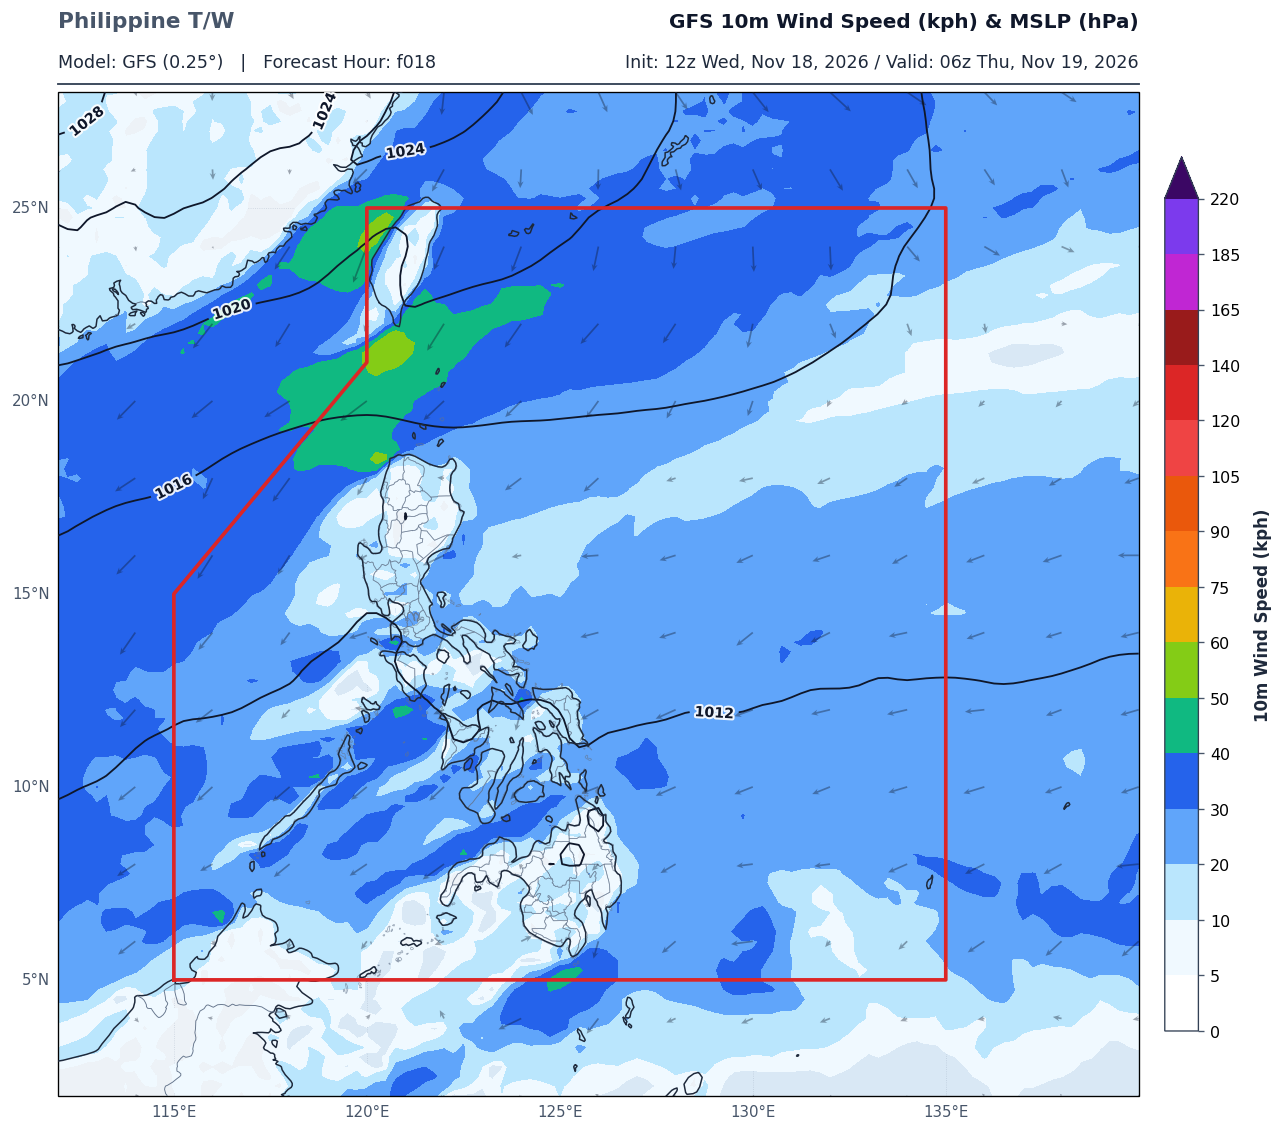 Philippine T/W
GFS 10m Wind Speed (kph) & MSLP (hPa)
Model: GFS (0.25°) | Forecast Hour: f018
Init: 12z Wed, Nov 18, 2026 / Valid: 06z Thu, Nov 19, 2026
1028
1024
1024
1020
1016
1012
25°N
20°N
15°N
10°N
5°N
115°E
120°E
125°E
130°E
135°E
220
185
165
140
120
105
90
75
60
50
40
30
20
10
5
0
10m Wind Speed (kph)